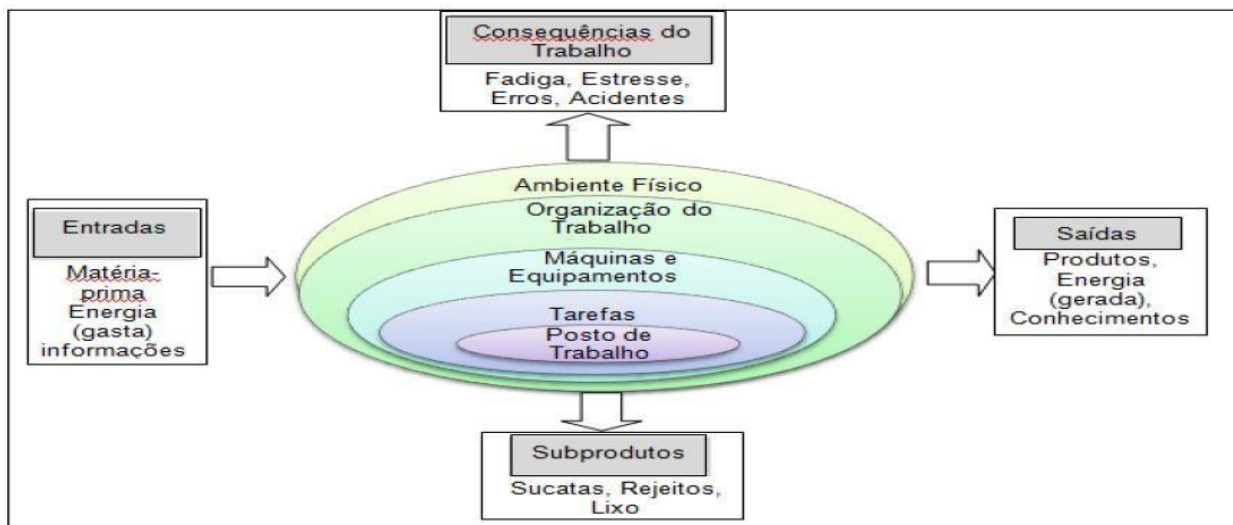 Consequências do
Trabalho
Fadiga, Estresse,
Erros, Acidentes
Ambiente Físico
Organização do
Trabalho
Máquinas e
Equipamentos
Tarefas
Posto de
Trabalho
Entradas
Matéria-
prima
Energia
(gasta)
informações
Saídas
Produtos,
Energia
(gerada),
Conhecimentos
Subprodutos
Sucatas, Rejeitos,
Lixo